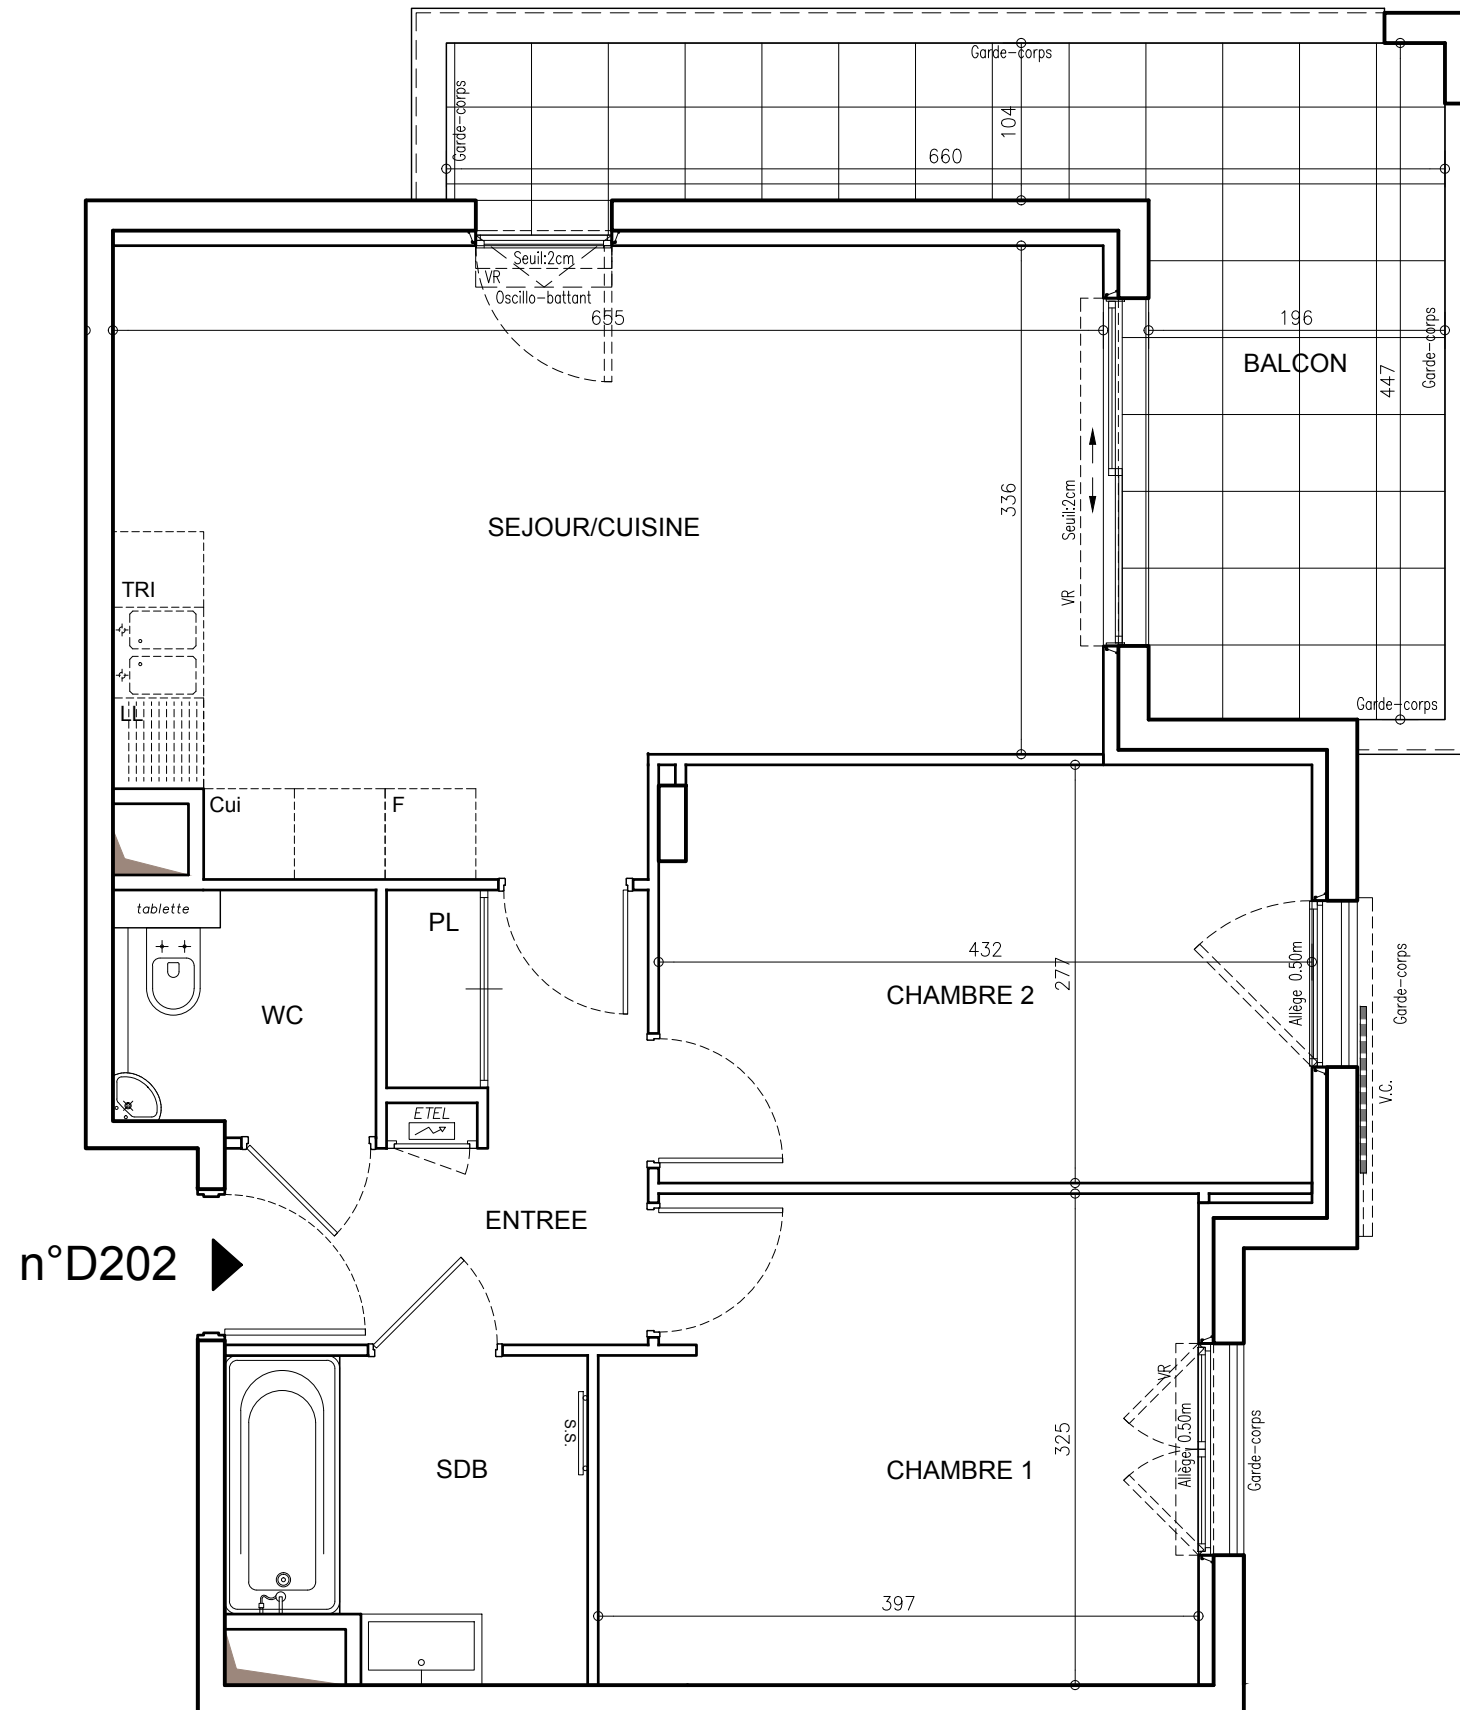 Garde-corps
Garde-corps
104
660
Seuil:2cm
VR
Oscillo-battant
655
196
BALCON
Garde-corps
447
336
Seuil:2cm
VR
SEJOUR/CUISINE
TRI
LL
Garde-corps
Cui
F
tablette
PL
WC
432
277
CHAMBRE 2
Allège 0.50m
Garde-corps
V.C.
ETEL
ENTREE
n°D202
VR
Allège 0.50m
Garde-corps
325
S.S.
SDB
CHAMBRE 1
397